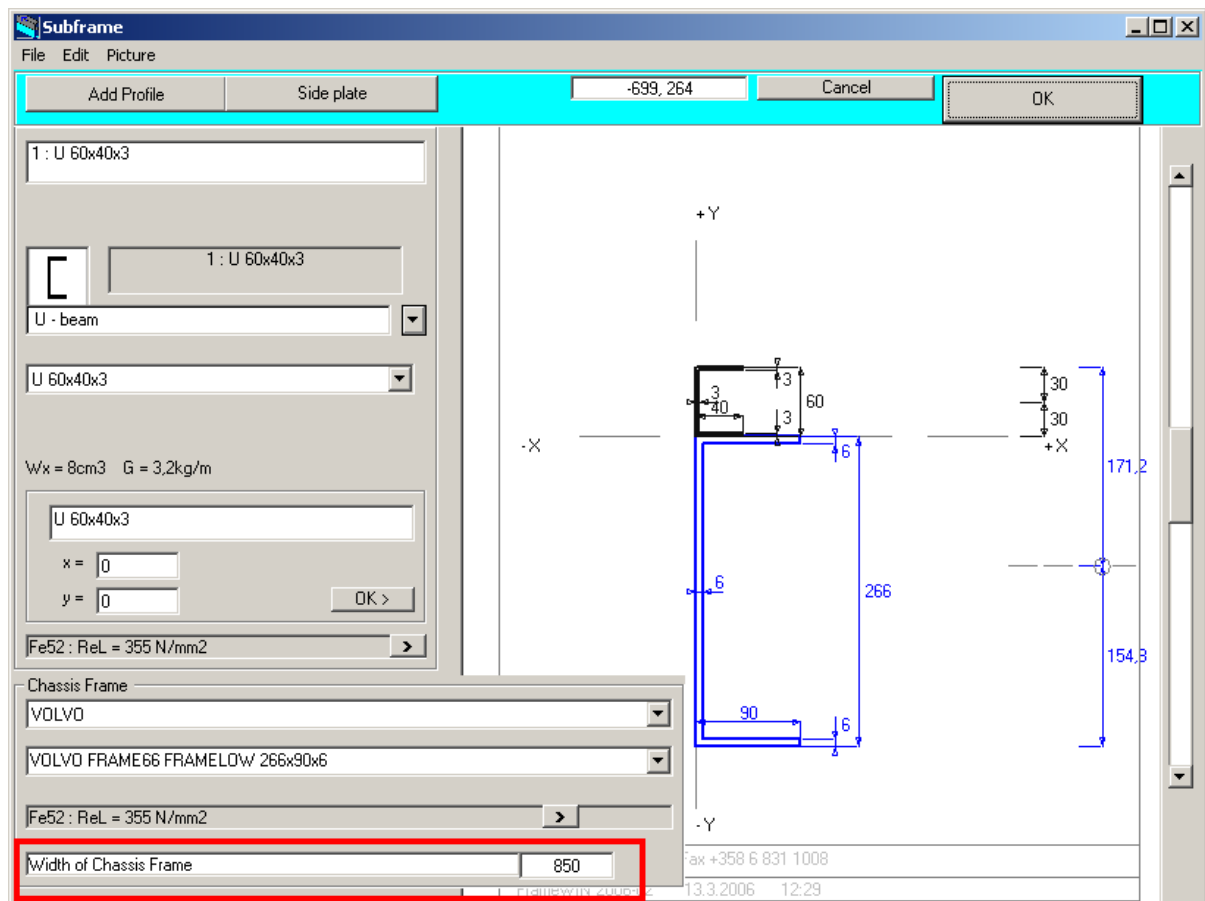 Subframe
File Edit Picture
Add Profile Side plate -699, 264 Cancel OK
1 : U 60x40x3
1 : U 60x40x3
U - beam
U 60x40x3
Wx = 8cm3 G = 3,2kg/m
U 60x40x3
x = 0
y = 0 OK >
Fe52 : ReL = 355 N/mm2 >
Chassis Frame
VOLVO
VOLVO FRAME66 FRAMELOW 266x90x6
Fe52 : ReL = 355 N/mm2 >
Width of Chassis Frame 850
+Y
3
3
40
60
3
30
30
-X
+X
6
171,2
6
266
154,8
90
6
-Y
Fax +358 6 831 1008
13.3.2006 12:29